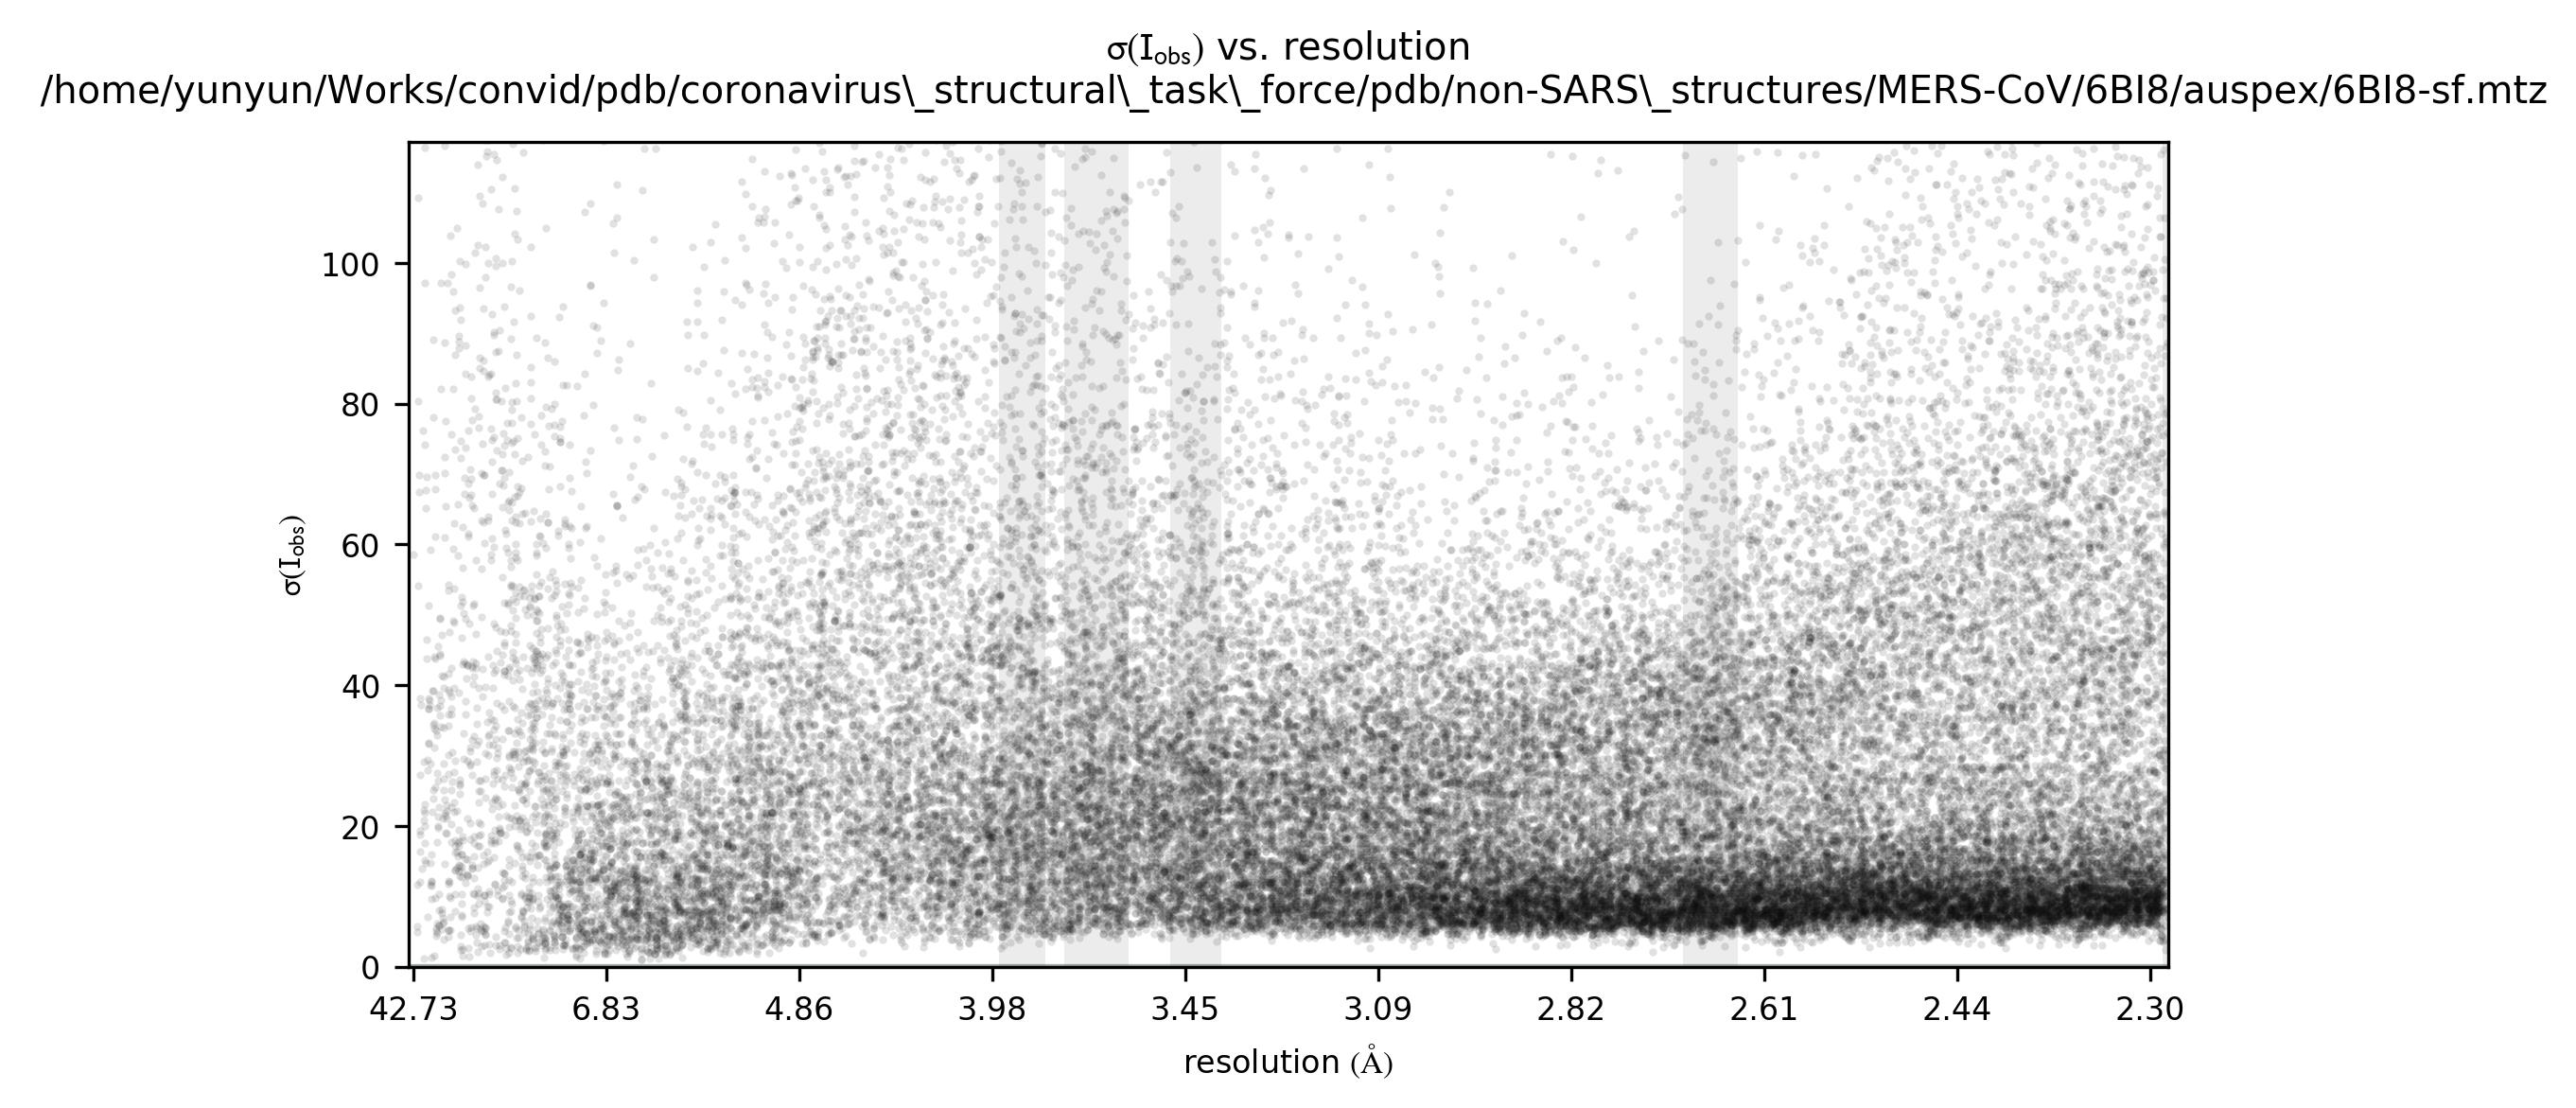 σ(Iobs) vs. resolution
/home/yunyun/Works/convid/pdb/coronavirus\_structural\_task\_force/pdb/non-SARS\_structures/MERS-CoV/6BI8/auspex/6BI8-sf.mtz
100
80
60
40
20
0
σ(Iobs)
42.73 6.83 4.86 3.98 3.45 3.09 2.82 2.61 2.44 2.30
resolution (Å)